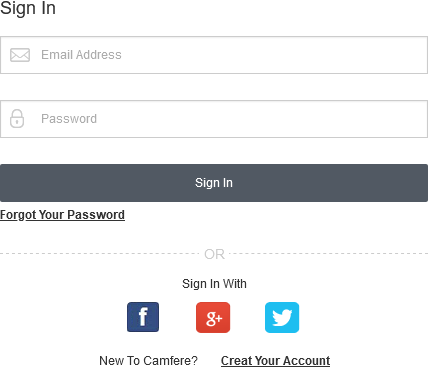 Sign In
Email Address
Password
Sign In
Forgot Your Password
OR
Sign In With
f g+
New To Camfere? Creat Your Account